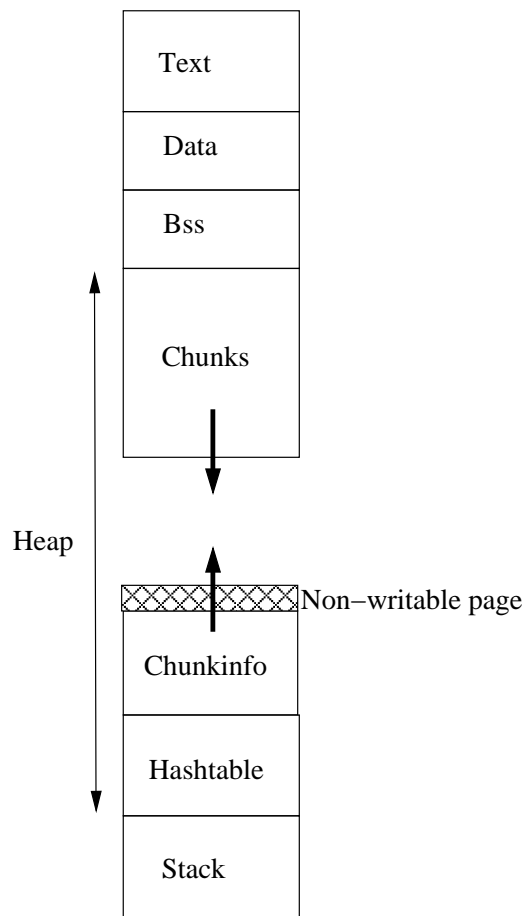 Text
Data
Bss
Chunks
Heap
Non−writable page
Chunkinfo
Hashtable
Stack